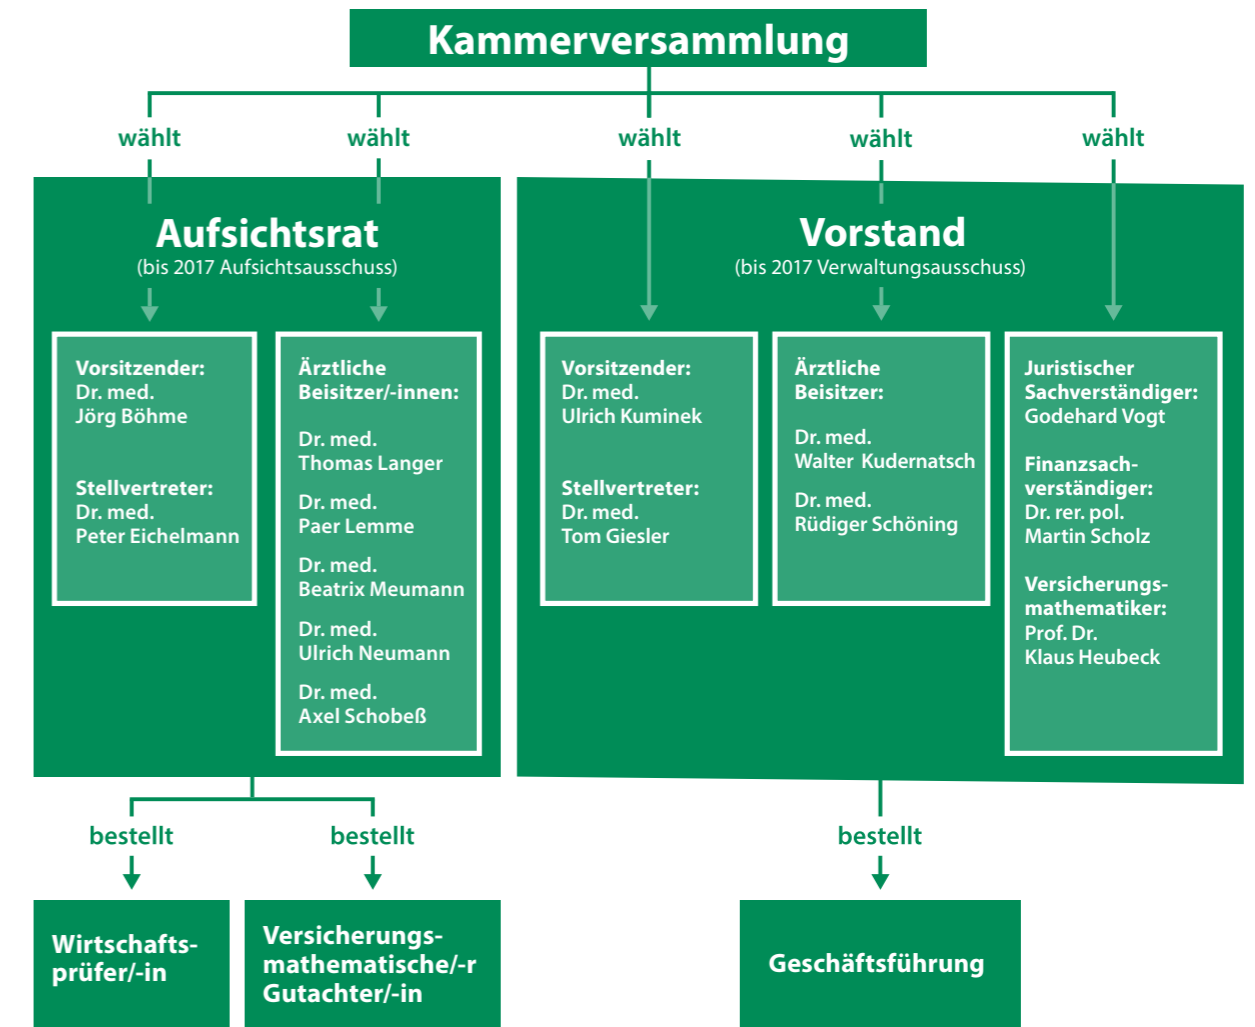 Kammerversammlung
wählt
wählt
wählt
wählt
wählt
Aufsichtsrat
(bis 2017 Aufsichtsausschuss)
Vorsitzender:
Dr. med.
Jörg Böhme
Stellvertreter:
Dr. med.
Peter Eichelmann
Ärztliche
Beisitzer/-innen:
Dr. med.
Thomas Langer
Dr. med.
Paer Lemme
Dr. med.
Beatrix Meumann
Dr. med.
Ulrich Neumann
Dr. med.
Axel Schobeß
Vorstand
(bis 2017 Verwaltungsausschuss)
Vorsitzender:
Dr. med.
Ulrich Kuminek
Stellvertreter:
Dr. med.
Tom Giesler
Ärztliche
Beisitzer:
Dr. med.
Walter Kudernatsch
Dr. med.
Rüdiger Schöning
Juristischer
Sachverständiger:
Godehard Vogt
Finanzsach-
verständiger:
Dr. rer. pol.
Martin Scholz
Versicherungs-
mathematiker:
Prof. Dr.
Klaus Heubeck
bestellt
bestellt
bestellt
Wirtschafts-
prüfer/-in
Versicherungs-
mathematische/-r
Gutachter/-in
Geschäftsführung